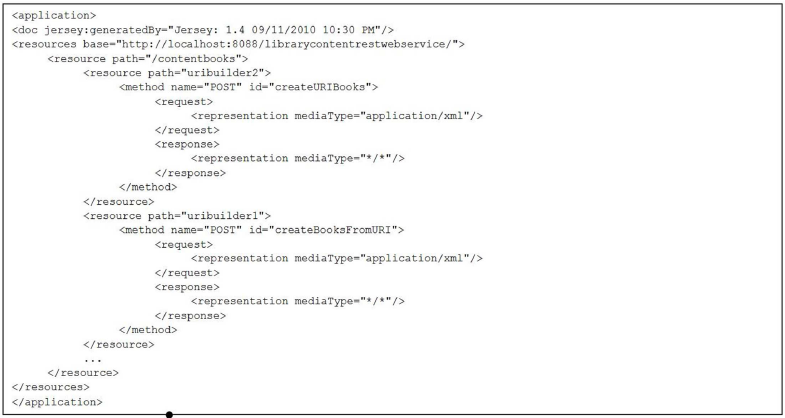 <application>
<doc jersey:generatedBy="Jersey: 1.4 09/11/2010 10:30 PM"/>
<resources base="http://localhost:8088/librarycontentrestwebservice/">
<resource path="/contentbooks">
<resource path="uribuilder2">
<method name="POST" id="createURIBooks">
<request>
<representation mediaType="application/xml"/>
</request>
<response>
<representation mediaType="*/*"/>
</response>
</method>
</resource>
<resource path="uribuilder1">
<method name="POST" id="createBooksFromURI">
<request>
<representation mediaType="application/xml"/>
</request>
<response>
<representation mediaType="*/*"/>
</response>
</method>
</resource>
...
</resource>
</resources>
</application>